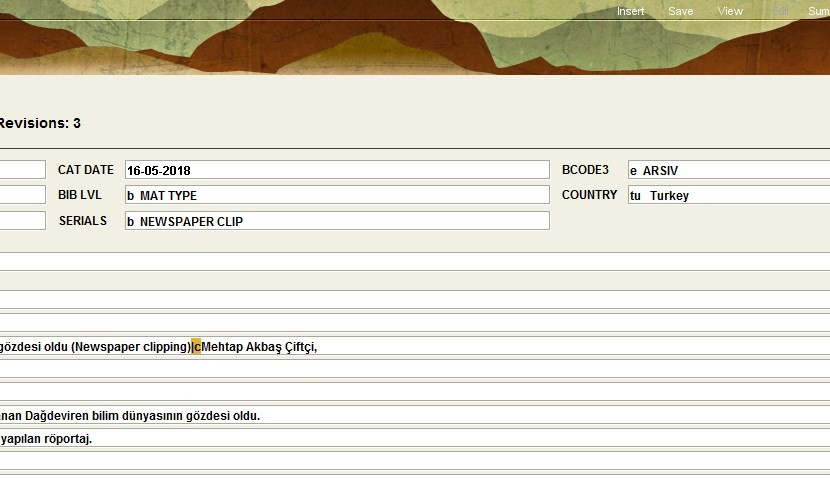 Insert Save View Edit Sum
Revisions: 3
CAT DATE 16-05-2018 BCODE3 e ARSIV
BIB LVL b MAT TYPE COUNTRY tu Turkey
SERIALS b NEWSPAPER CLIP
gözdesi oldu (Newspaper clipping)|cMehtap Akbaş Çiftçi,
anan Dağdeviren bilim dünyasının gözdesi oldu.
yapılan röportaj.